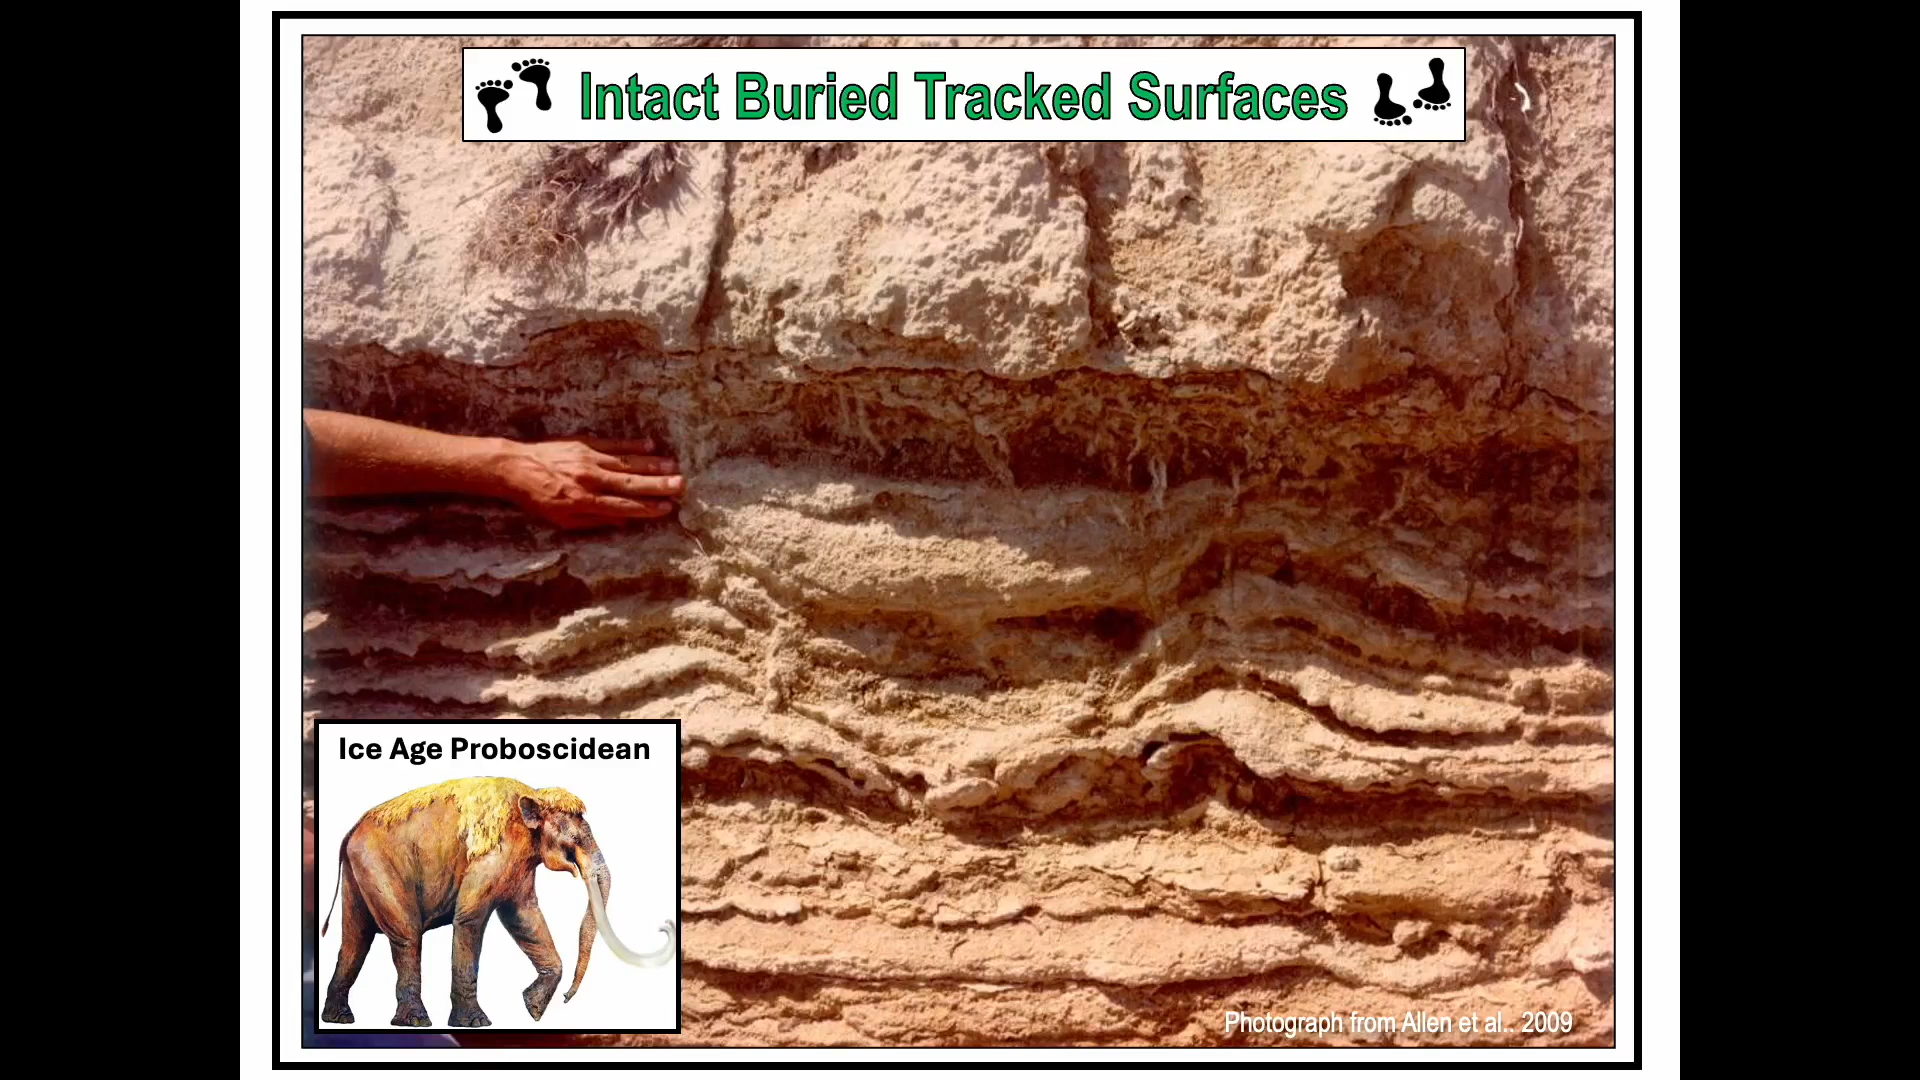 Intact Buried Tracked Surfaces
Ice Age Proboscidean
Photograph from Allen et al.. 2009